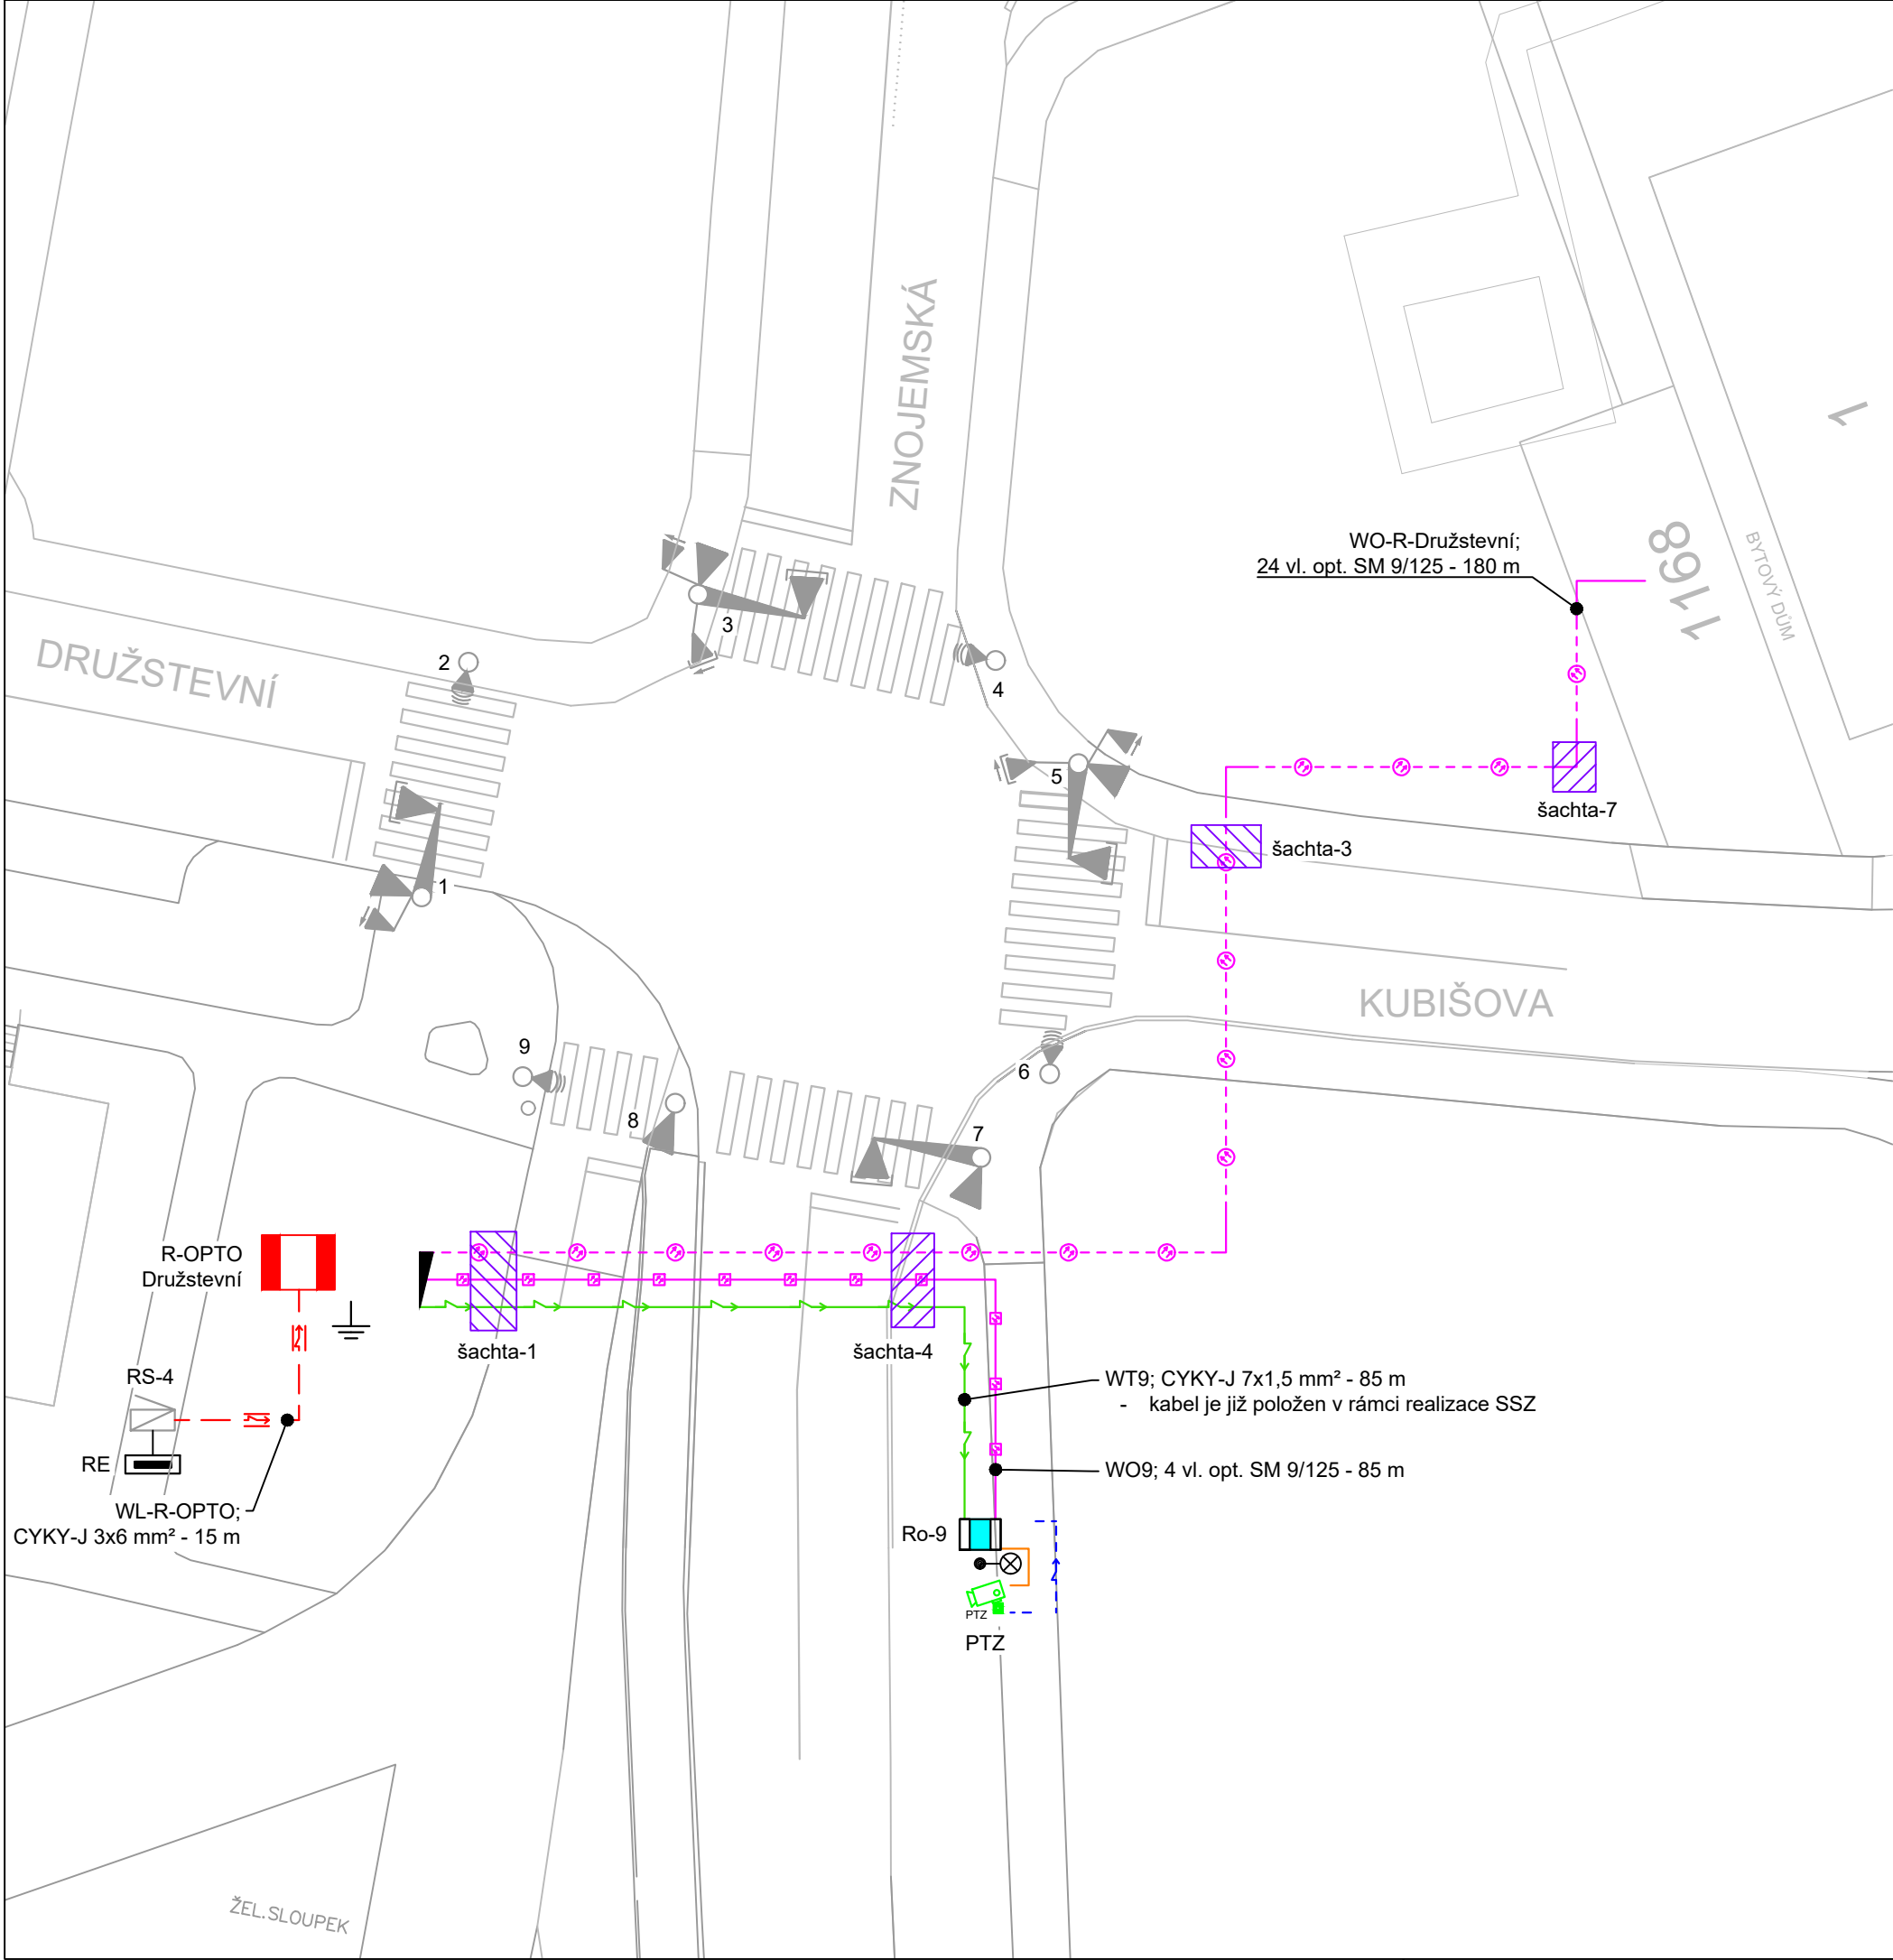 ZNOJEMSKÁ
1
WO-R-Družstevní;
24 vl. opt. SM 9/125 - 180 m
1168
BYTOVÝ DŮM
DRUŽSTEVNÍ
2
3
4
5
šachta-7
šachta-3
1
KUBIŠOVA
9
8
6
7
R-OPTO
Družstevní
šachta-1
šachta-4
RS-4
WT9; CYKY-J 7x1,5 mm² - 85 m
- kabel je již položen v rámci realizace SSZ
RE
WO9; 4 vl. opt. SM 9/125 - 85 m
WL-R-OPTO;
CYKY-J 3x6 mm² - 15 m
Ro-9
PTZ
PTZ
ŽEL.SLOUPEK